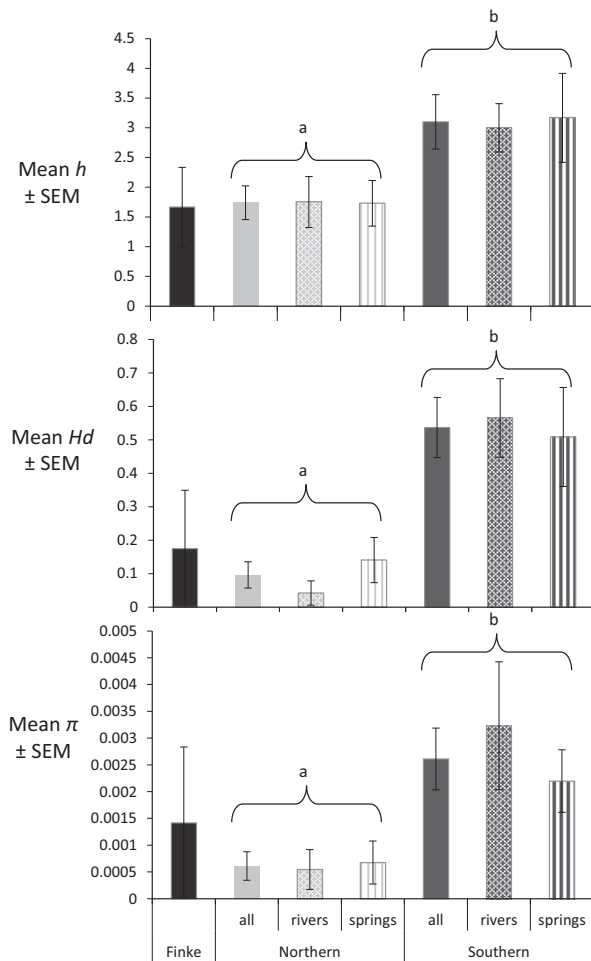 b
4.5
4
3.5
a
3
2.5
Mean h
± SEM
2
1.5
1
0.5
0
0.8
b
0.7
0.6
Mean Hd
± SEM
0.5
a
0.4
0.3
0.2
0.1
0
0.005
b
0.0045
0.004
0.0035
Mean π
± SEM
a
0.003
0.0025
0.002
0.0015
0.001
0.0005
0
all rivers springs all rivers springs
Finke Northern Southern